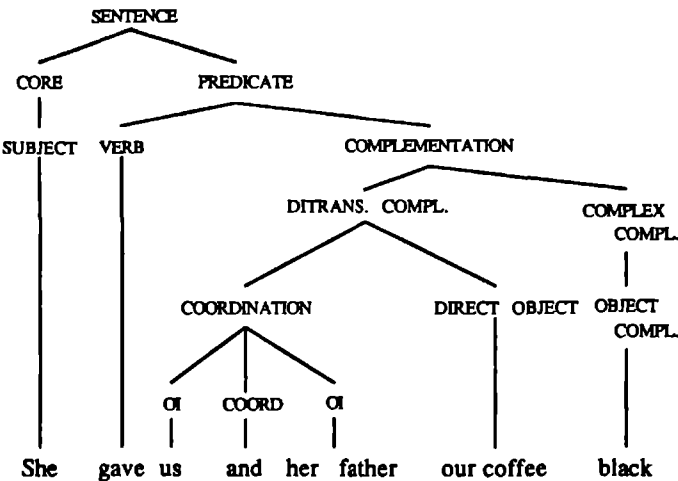 SENTENCE
CORE PREDICATE
SUBJECT VERB COMPLEMENTATION
DITRANS. COMPL. COMPLEX
COMPL.
COORDINATION DIRECT OBJECT OBJECT
COMPL.
OI COORD OI
She gave us and her father our coffee black